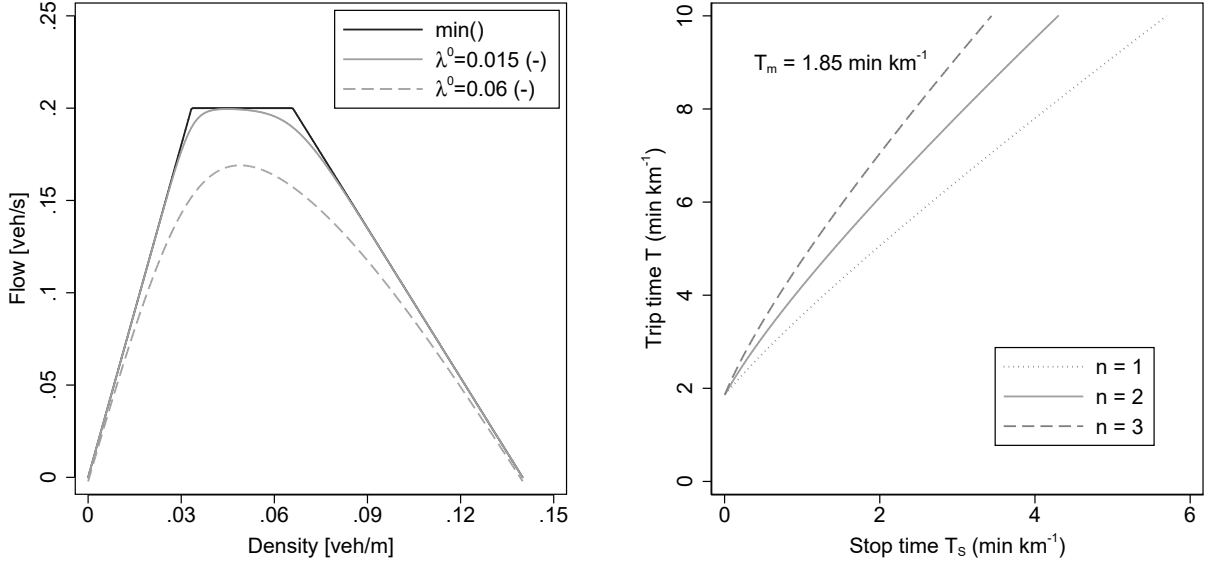 .25
.2
.15
.1
.05
0
Flow [veh/s]
0
.03
.06
.09
.12
.15
Density [veh/m]
min()
λ⁰=0.015 (-)
λ⁰=0.06 (-)
10
8
6
4
2
0
Trip time T (min km⁻¹)
0
2
4
6
Stop time Tₛ (min km⁻¹)
Tₘ = 1.85 min km⁻¹
n = 1
n = 2
n = 3